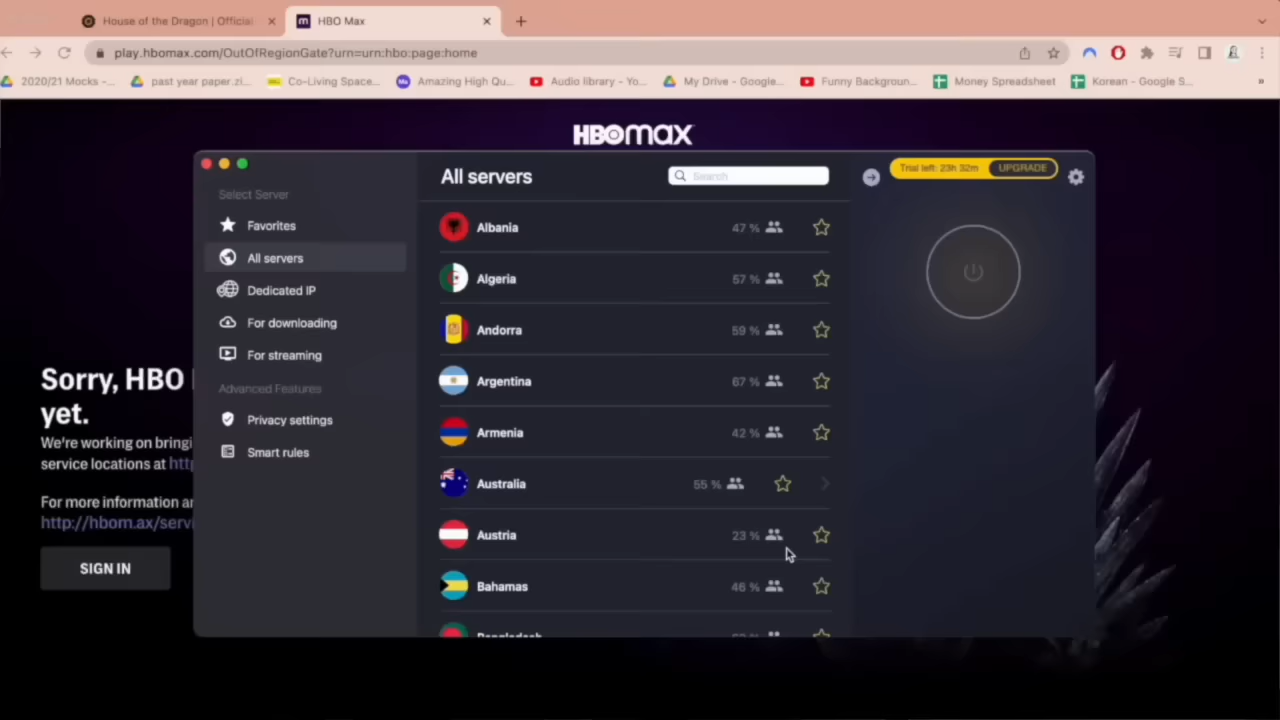 House of the Dragon | Official
HBO Max
play.hbomax.com/OutOfRegionGate?urn=urn:hbo:page:home
2020/21 Mocks -...
past year paper.zi...
Co-Living Space...
Amazing High Qu...
Audio library - Yo...
My Drive - Google...
Funny Backgroun...
Money Spreadsheet
Korean - Google S...
»
HBOMAX
Select Server
Favorites
All servers
Dedicated IP
For downloading
For streaming
Advanced Features
Privacy settings
Smart rules
All servers
Search
Albania 47 %
Algeria 57 %
Andorra 59 %
Argentina 67 %
Armenia 42 %
Australia 55 %
Austria 23 %
Bahamas 46 %
Bangladesh
Trial left: 23h 32m UPGRADE
Sorry, HBO
yet.
We're working on bringi
service locations at http
For more information a
http://hbom.ax/servi
SIGN IN